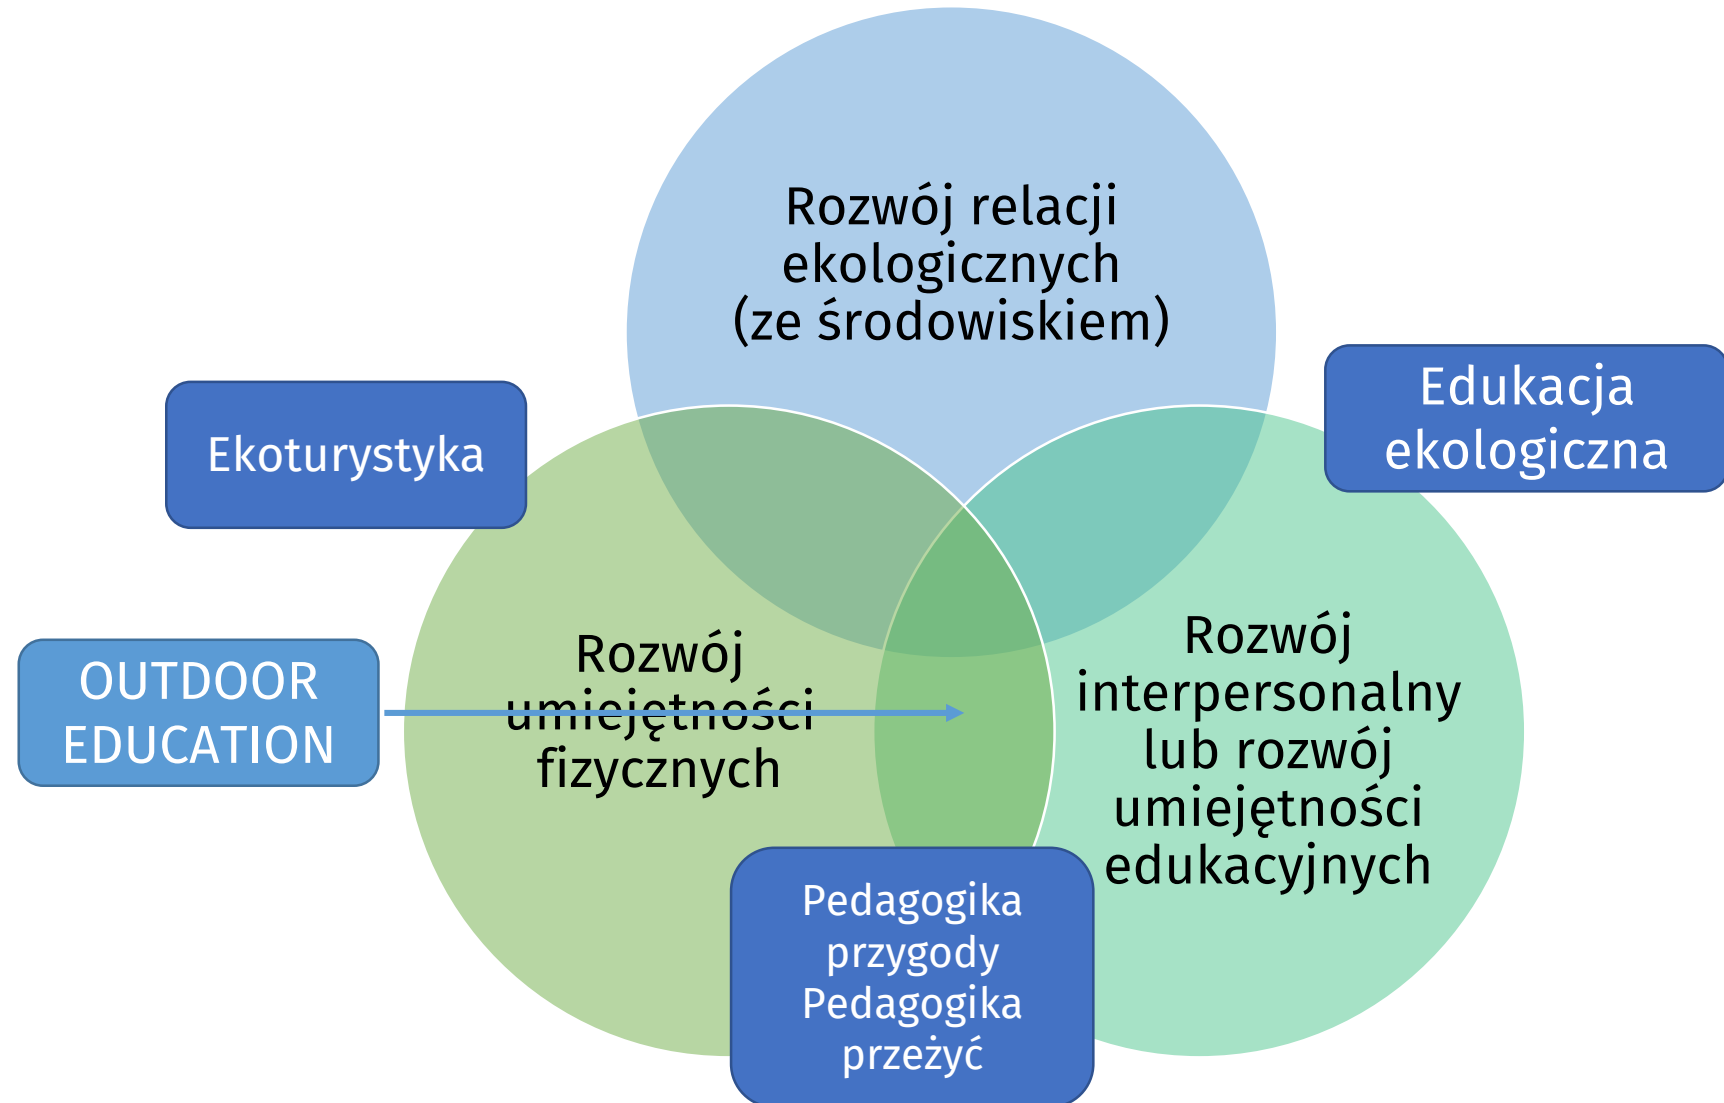 Rozwój relacji
ekologicznych
(ze środowiskiem)
Edukacja
ekologiczna
Ekoturystyka
OUTDOOR
EDUCATION
Rozwój
umiejętności
fizycznych
Rozwój
interpersonalny
lub rozwój
umiejętności
edukacyjnych
Pedagogika
przygody
Pedagogika
przeżyć